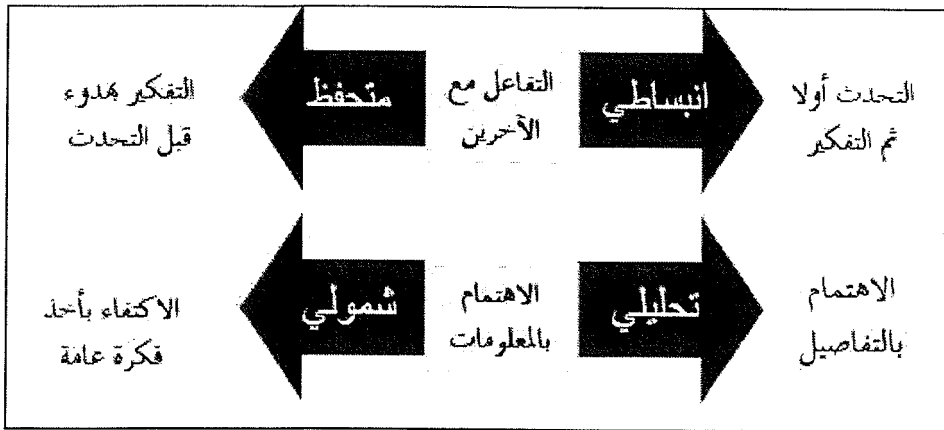 التحدث أولا
ثم التفكير
انبساطي
التفاعل مع
الآخرين
متحفظ
التفكير بهدوء
قبل التحدث
الاهتمام
بالتفاصيل
تحليلي
الاهتمام
بالمعلومات
شمولي
الاكتفاء بأخذ
فكرة عامة